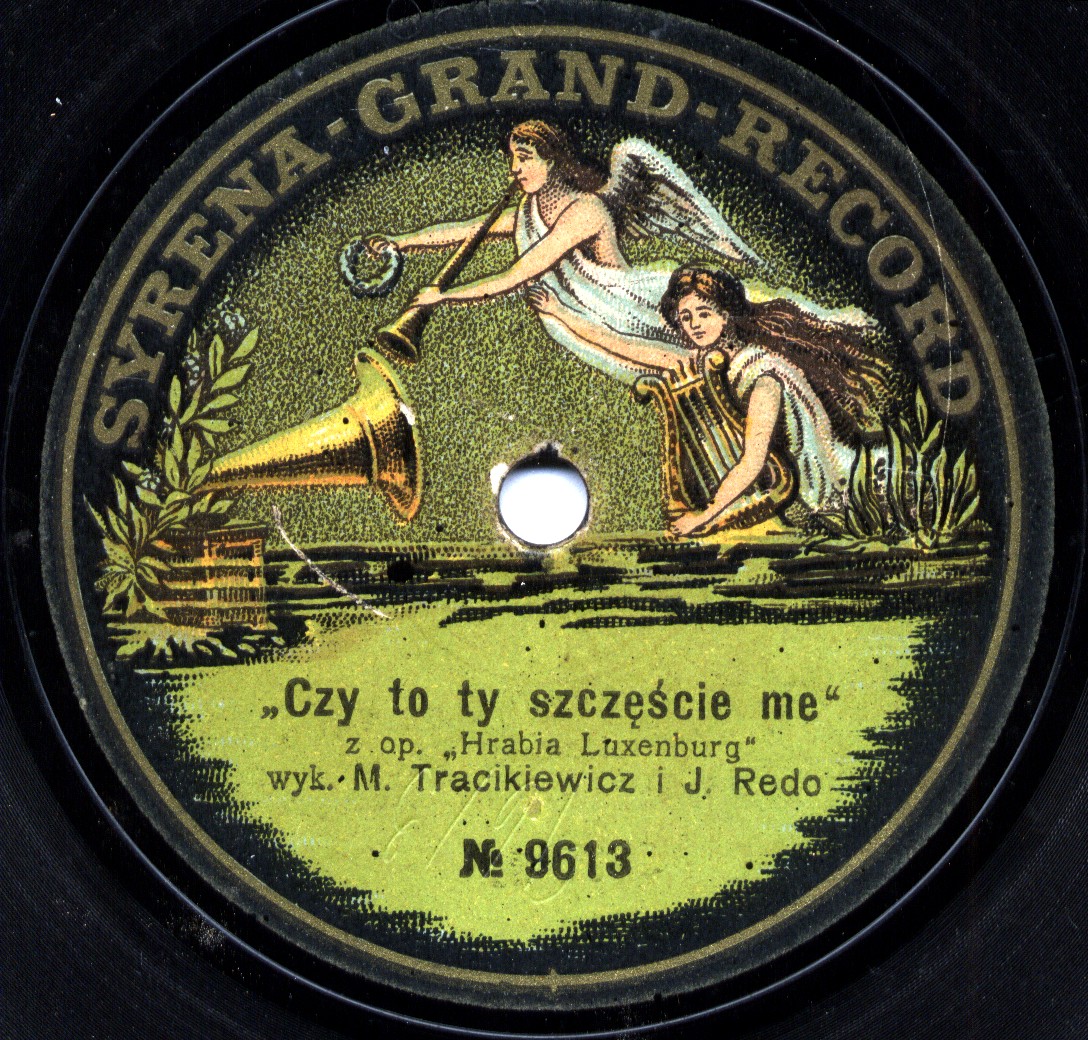 SYRENA-GRAND-RECORD
„Czy to ty szczęście me“
z op. „Hrabia Luxenburg“
wyk. M. Tracikiewicz i J. Redo
№ 9613